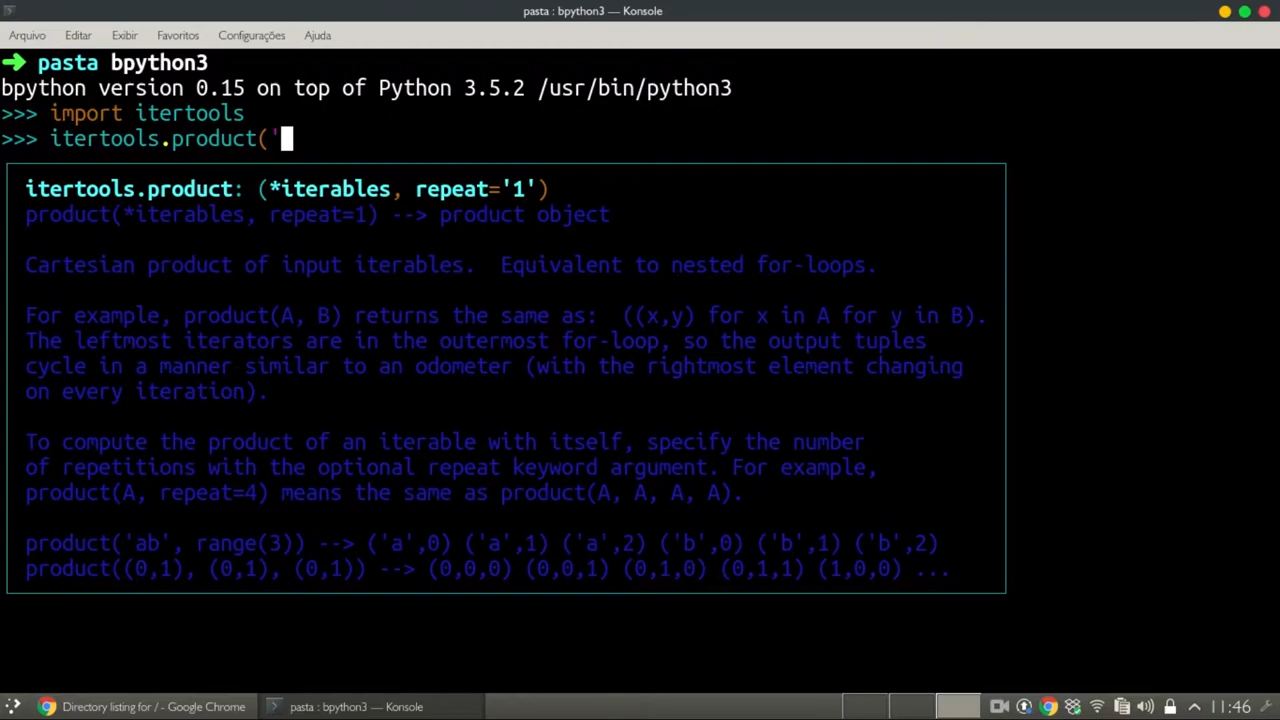 pasta : bpython3 — Konsole
Arquivo Editar Exibir Favoritos Configurações Ajuda
➜ pasta bpython3
bpython version 0.15 on top of Python 3.5.2 /usr/bin/python3
>>> import itertools
>>> itertools.product('
itertools.product: (*iterables, repeat='1')
product(*iterables, repeat=1) --> product object
Cartesian product of input iterables.  Equivalent to nested for-loops.
For example, product(A, B) returns the same as:  ((x,y) for x in A for y in B).
The leftmost iterators are in the outermost for-loop, so the output tuples
cycle in a manner similar to an odometer (with the rightmost element changing
on every iteration).
To compute the product of an iterable with itself, specify the number
of repetitions with the optional repeat keyword argument. For example,
product(A, repeat=4) means the same as product(A, A, A, A).
product('ab', range(3)) --> ('a',0) ('a',1) ('a',2) ('b',0) ('b',1) ('b',2)
product((0,1), (0,1), (0,1)) --> (0,0,0) (0,0,1) (0,1,0) (0,1,1) (1,0,0) ...
Directory listing for / - Google Chrome pasta : bpython3 — Konsole 11:46